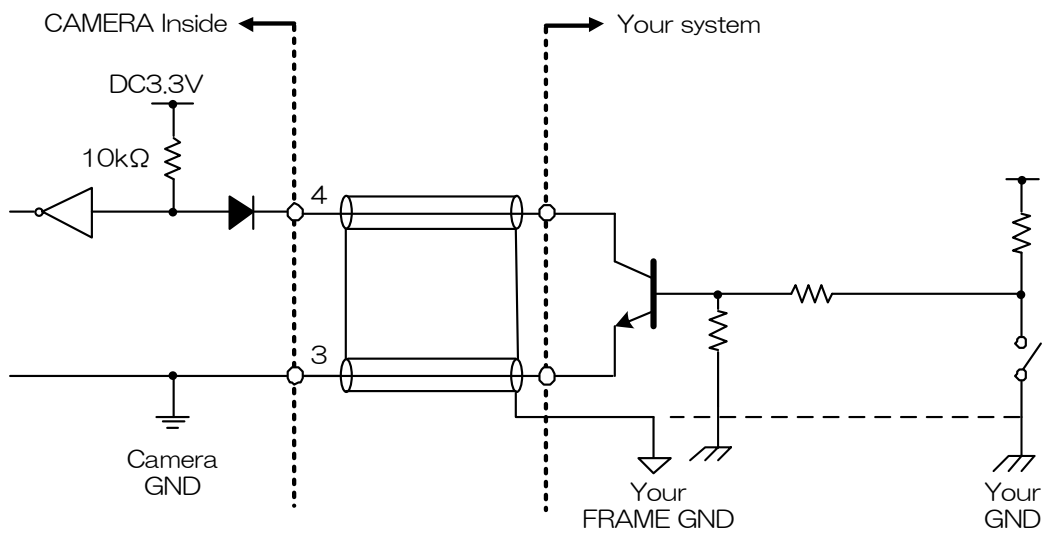 CAMERA Inside
Your system
DC3.3V
10kΩ
4
3
Camera
GND
Your
FRAME GND
Your
GND